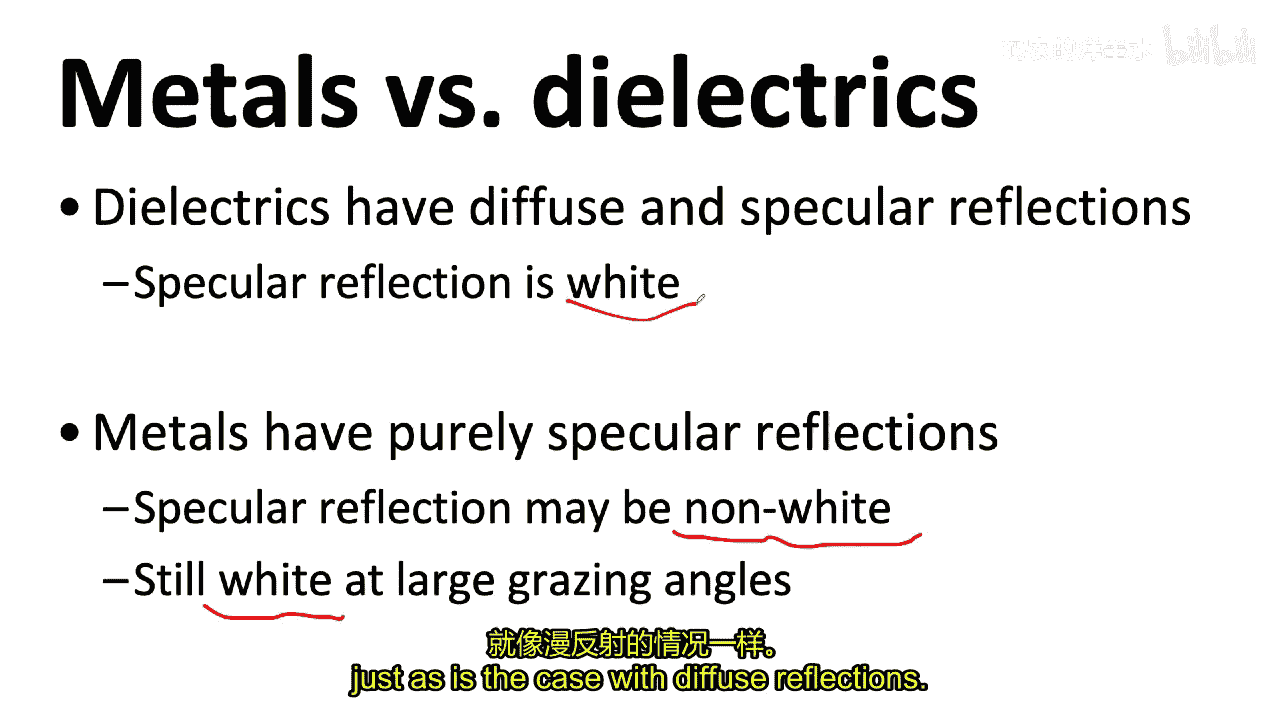 Metals vs. dielectrics
• Dielectrics have diffuse and specular reflections
–Specular reflection is white
• Metals have purely specular reflections
–Specular reflection may be non-white
–Still white at large grazing angles
就像漫反射的情况一样。
just as is the case with diffuse reflections.